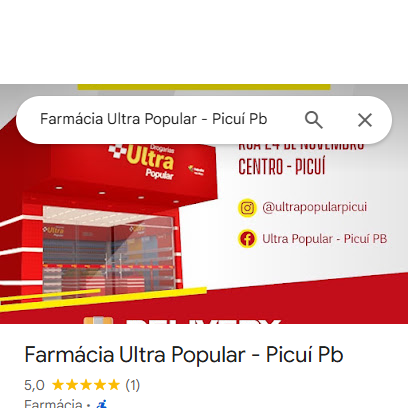 Farmácia Ultra Popular - Picuí Pb
RUA 24 DE NOVEMBRO
CENTRO - PICUÍ
Drogarias
Ultra
Popular
@ultrapopularpicui
Ultra Popular - Picuí PB
DELIVERY
Farmácia Ultra Popular - Picuí Pb
5,0 ★★★★★ (1)
Farmácia ·